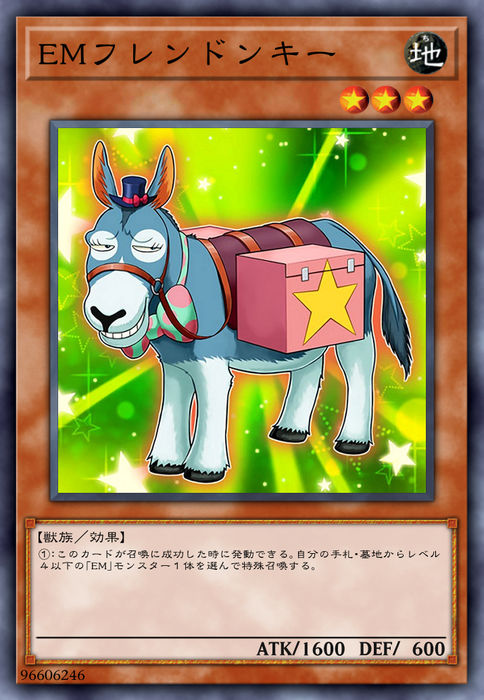 EMフレンドンキー
地
ち
★★★
【獣族／効果】
①：このカードが召喚に成功した時に発動できる。自分の手札・墓地からレベル
４以下の「EM」モンスター１体を選んで特殊召喚する。
ATK/1600 DEF/ 600
96606246